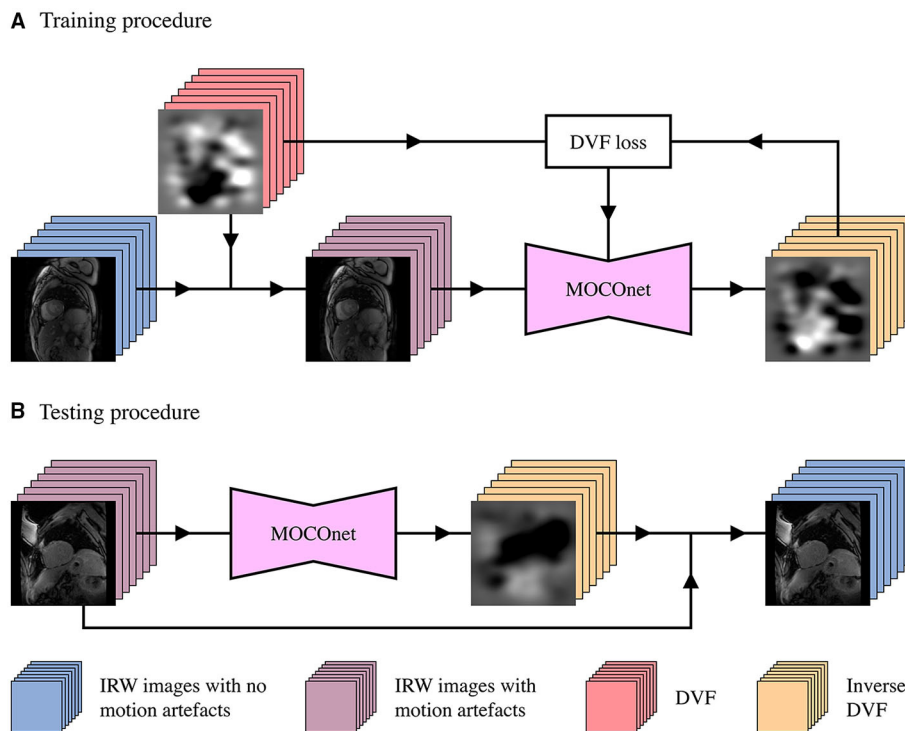 A Training procedure
DVF loss
MOCOnet
B Testing procedure
MOCOnet
IRW images with no
motion artefacts
IRW images with
motion artefacts
DVF
Inverse
DVF